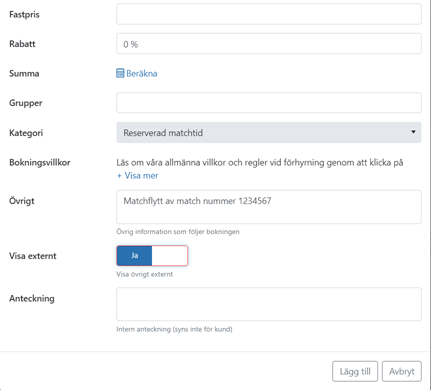 Fastpris
Rabatt
0 %
Summa
Beräkna
Grupper
Kategori
Reserverad matchtid
Bokningsvillkor
Läs om våra allmänna villkor och regler vid förhyrning genom att klicka på
+ Visa mer
Övrigt
Matchflytt av match nummer 1234567
Övrig information som följer bokningen
Visa externt
Ja
Visa övrigt externt
Anteckning
Intern anteckning (syns inte för kund)
Lägg till
Avbryt